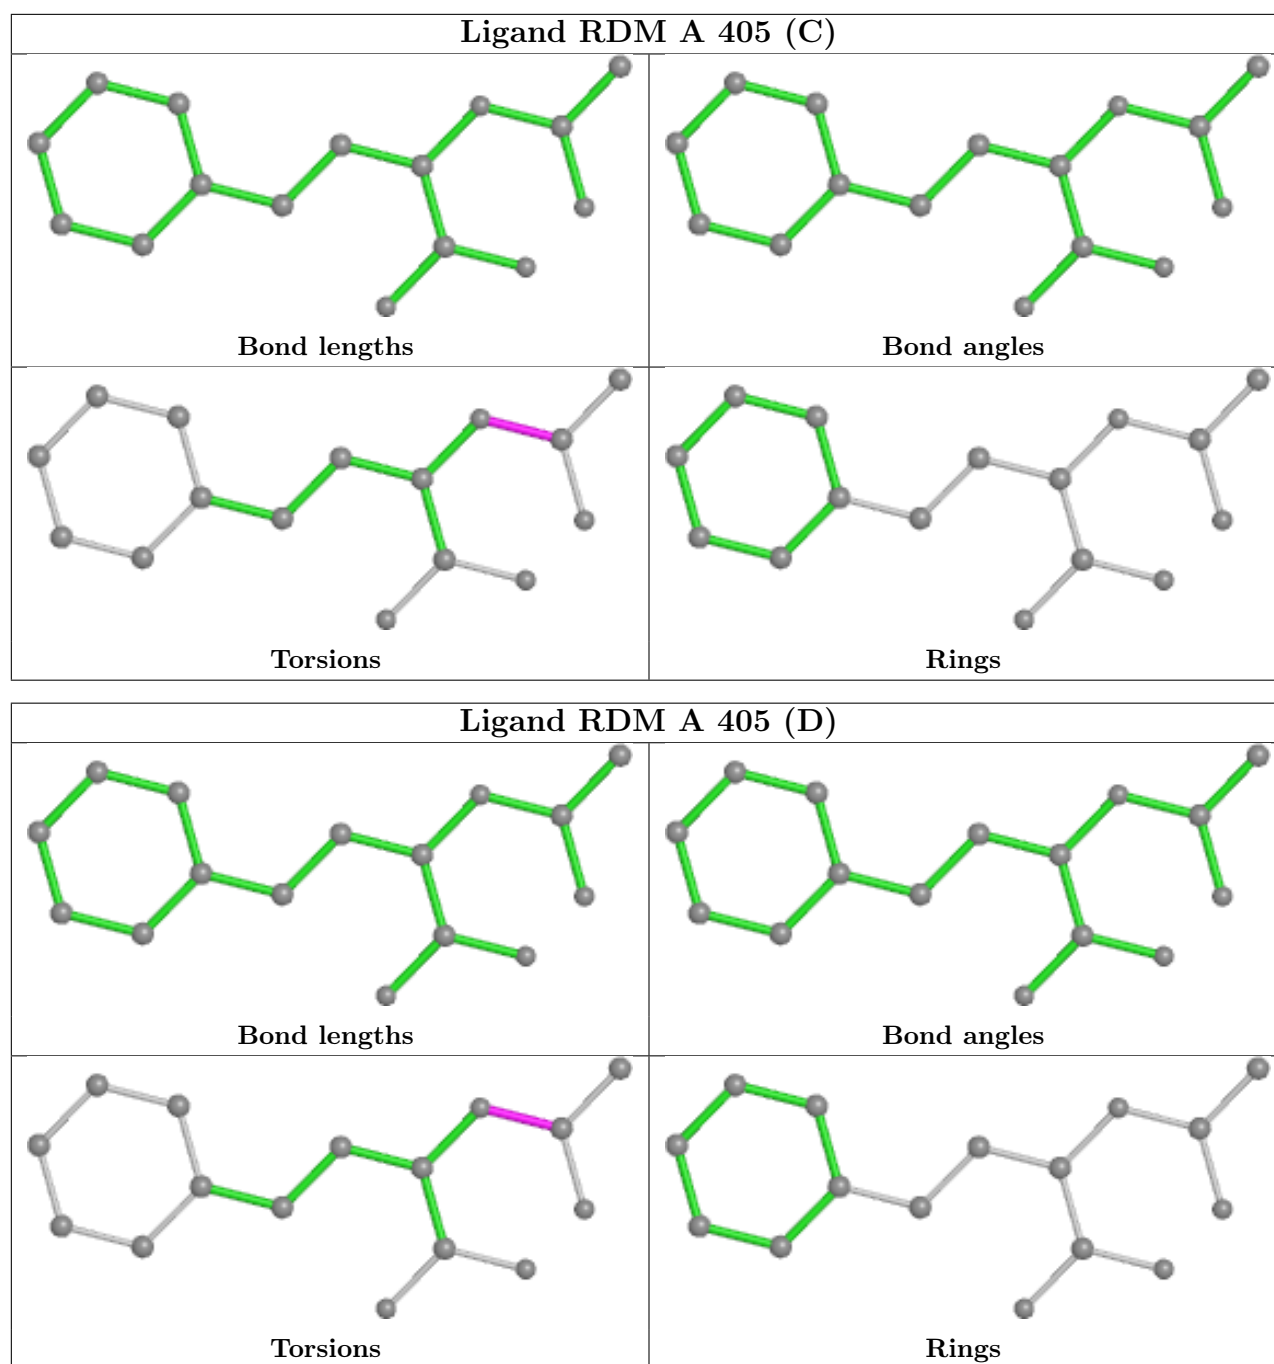 Ligand RDM A 405 (C)
Bond lengths
Bond angles
Torsions
Rings
Ligand RDM A 405 (D)
Bond lengths
Bond angles
Torsions
Rings